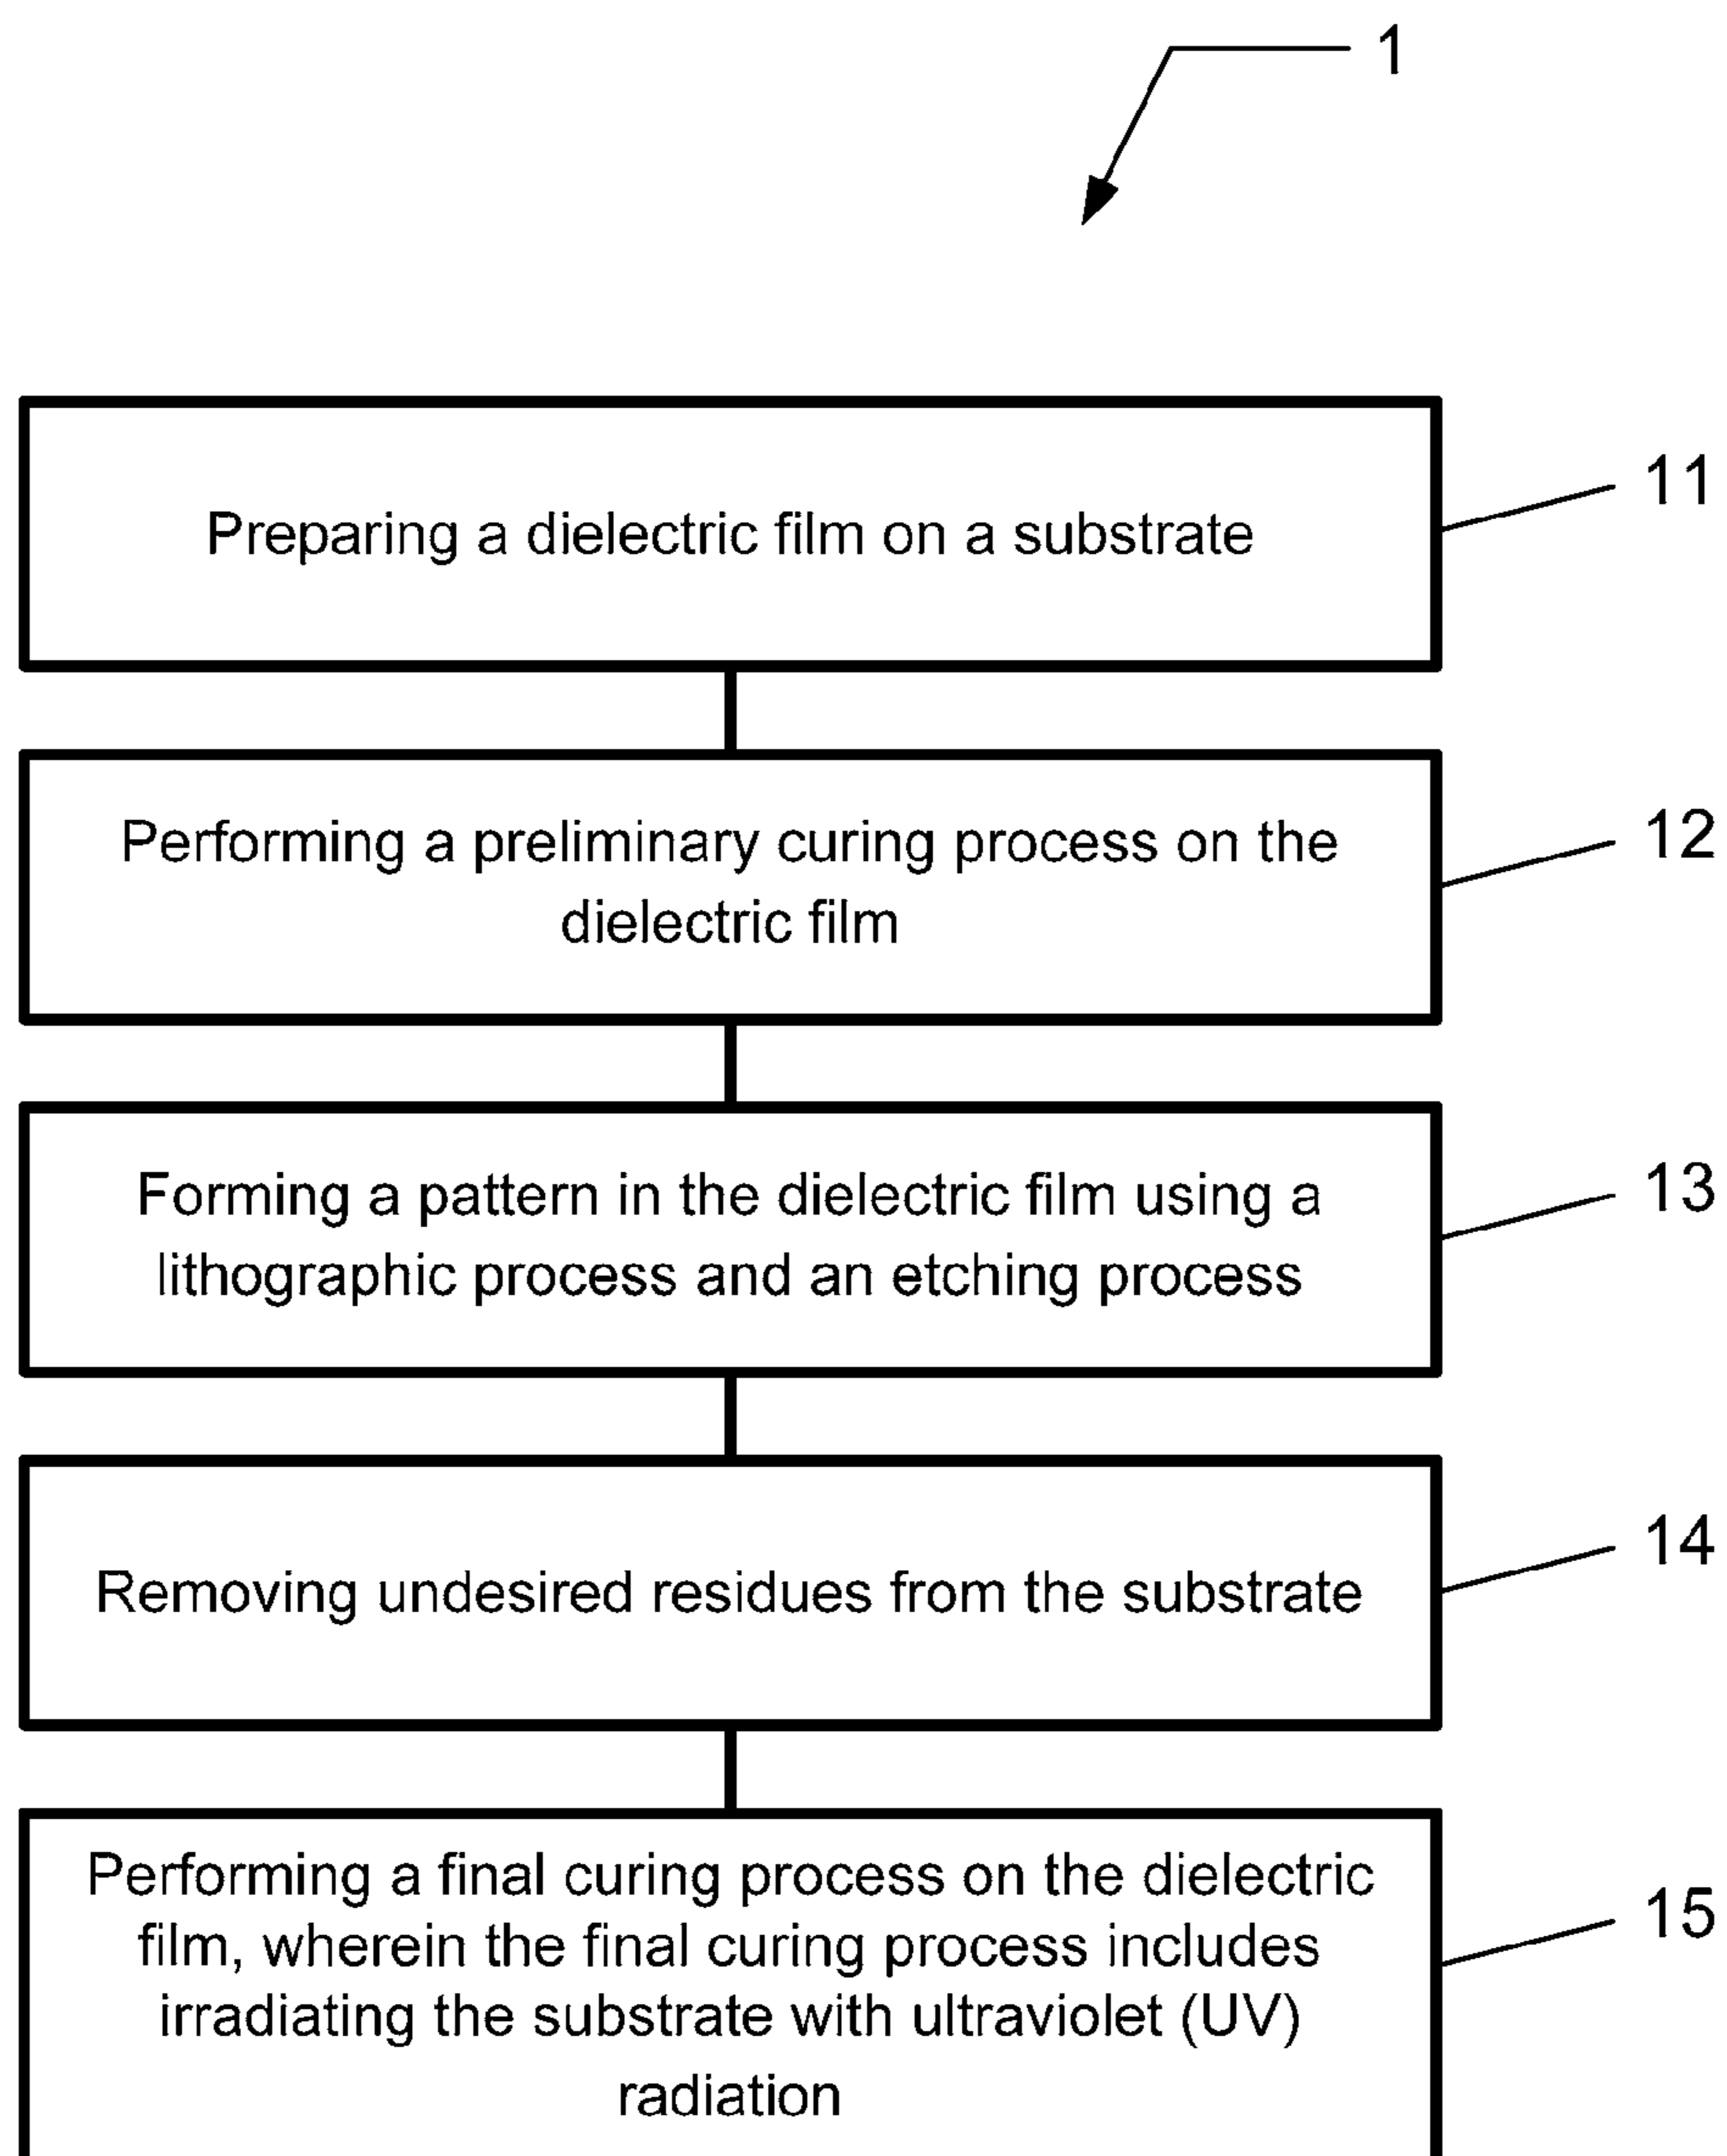 1
Preparing a dielectric film on a substrate
11
Performing a preliminary curing process on the
dielectric film
12
Forming a pattern in the dielectric film using a
lithographic process and an etching process
13
Removing undesired residues from the substrate
14
Performing a final curing process on the dielectric
film, wherein the final curing process includes
irradiating the substrate with ultraviolet (UV)
radiation
15